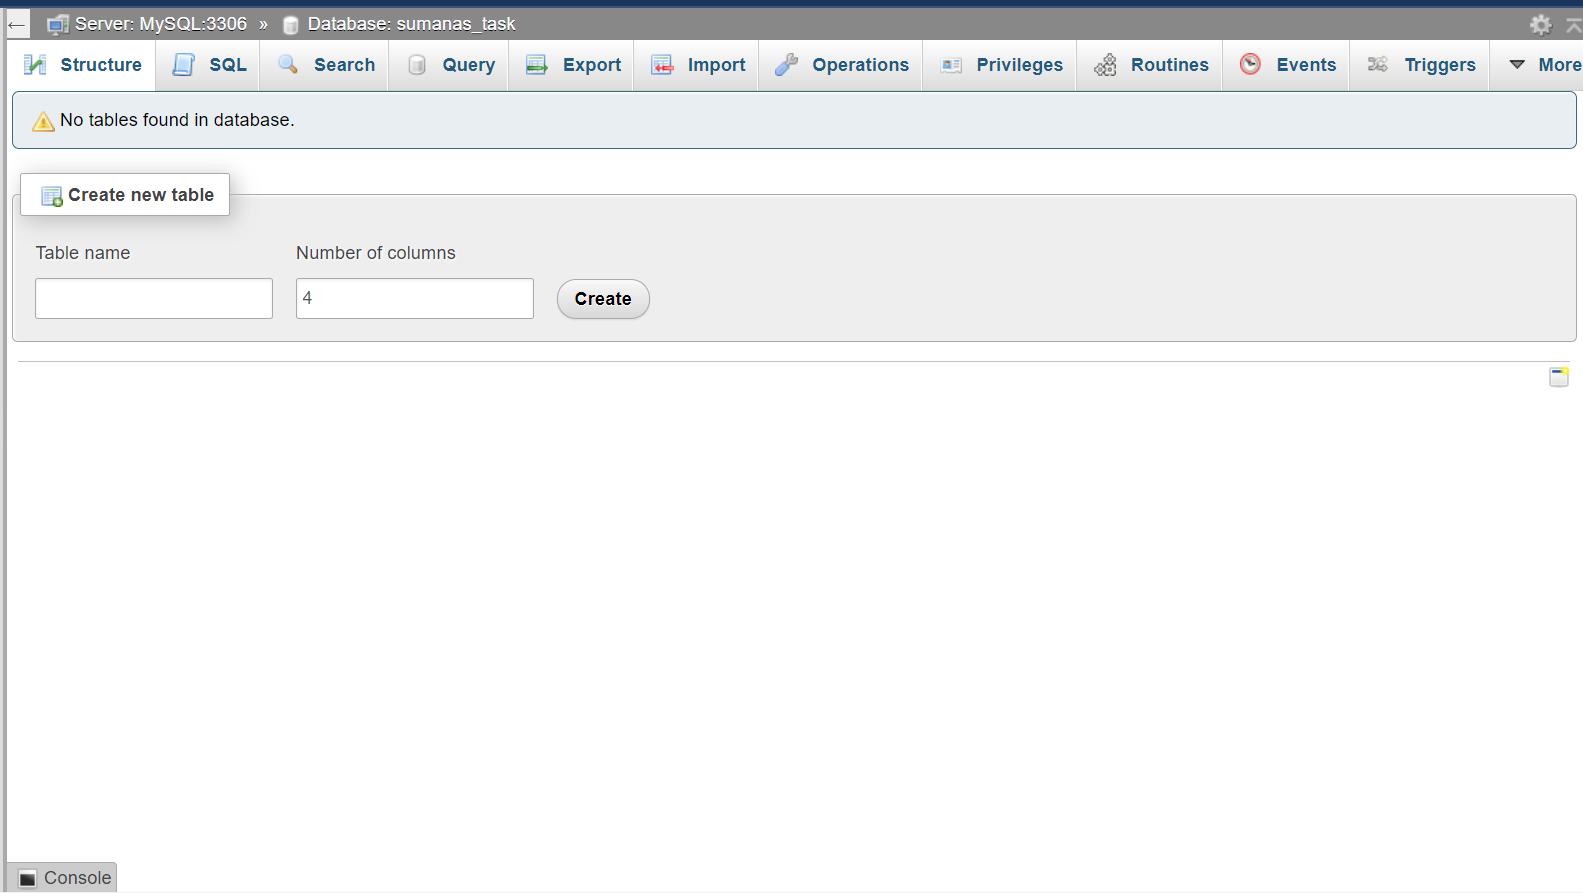 Server: MySQL:3306 » Database: sumanas_task
Structure SQL Search Query Export Import Operations Privileges Routines Events Triggers More
No tables found in database.
Create new table
Table name Number of columns
4 Create
Console